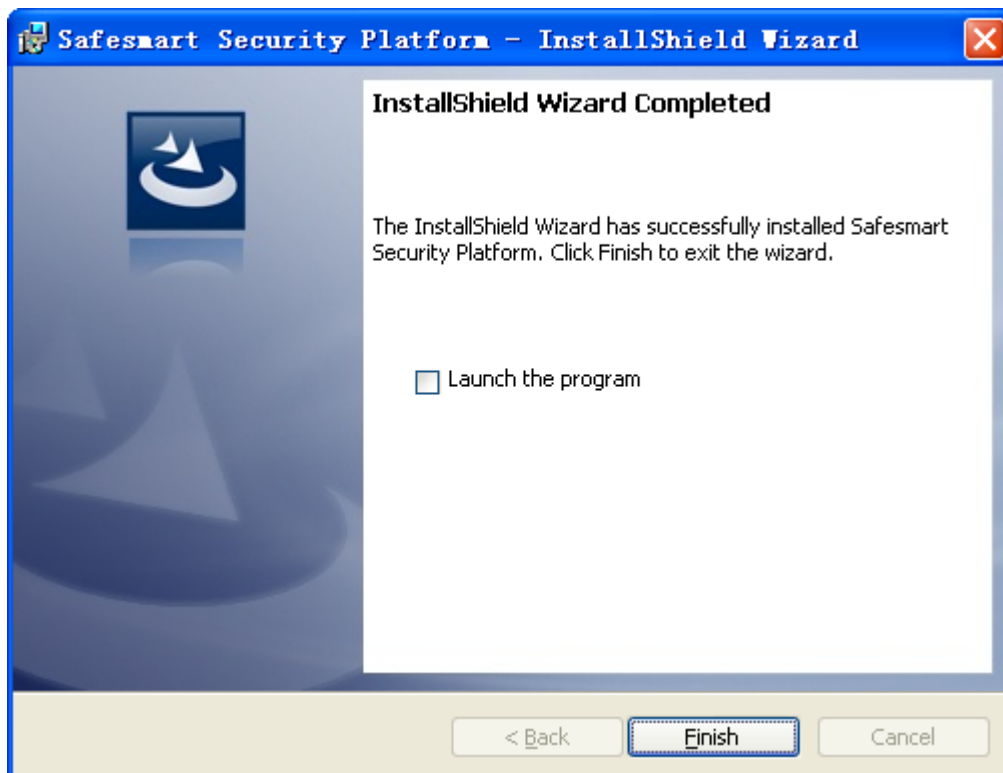 Safesmart Security Platform - InstallShield Wizard
InstallShield Wizard Completed
The InstallShield Wizard has successfully installed Safesmart
Security Platform. Click Finish to exit the wizard.
Launch the program
< Back
Finish
Cancel